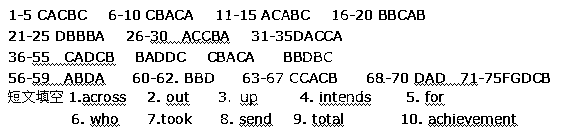 1-5 CACBC 6-10 CBACA 11-15 ACABC 16-20 BBCAB
21-25 DBBBA 26-30 ACCBA 31-35DACCA
36-55 CADCB BADDC CBACA BBDBC
56-59 ABDA 60-62. BBD 63-67 CCACB 68-70 DAD 71-75FGDCB
短文填空 1.across 2. out 3. up 4. intends 5. for
6. who 7.took 8. send 9. total 10. achievement